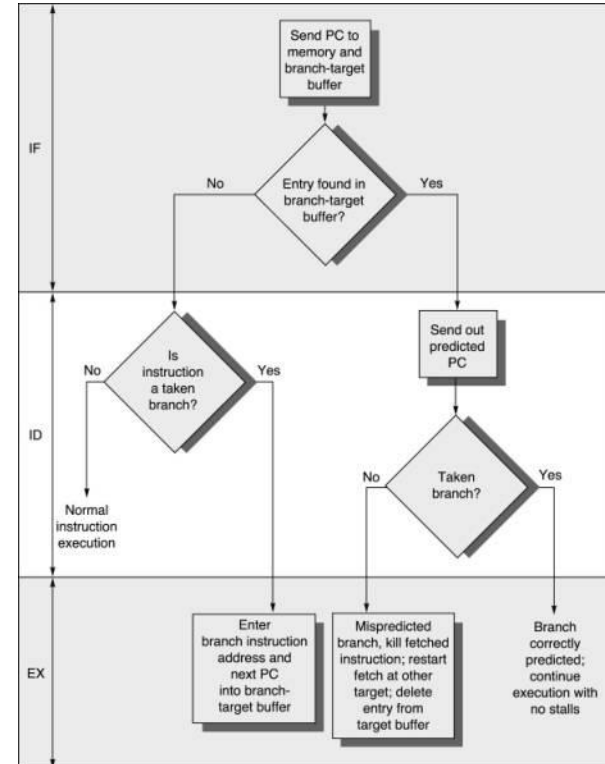 Send PC to
memory and
branch-target
buffer
IF
No
Entry found in
branch-target
buffer?
Yes
Send out
predicted
PC
Is
instruction
a taken
branch?
No
Yes
ID
No
Taken
branch?
Yes
Normal
instruction
execution
Enter
branch instruction
address and
next PC
into branch-
target buffer
Mispredicted
branch, kill fetched
instruction; restart
fetch at other
target; delete
entry from
target buffer
Branch
correctly
predicted;
continue
execution with
no stalls
EX